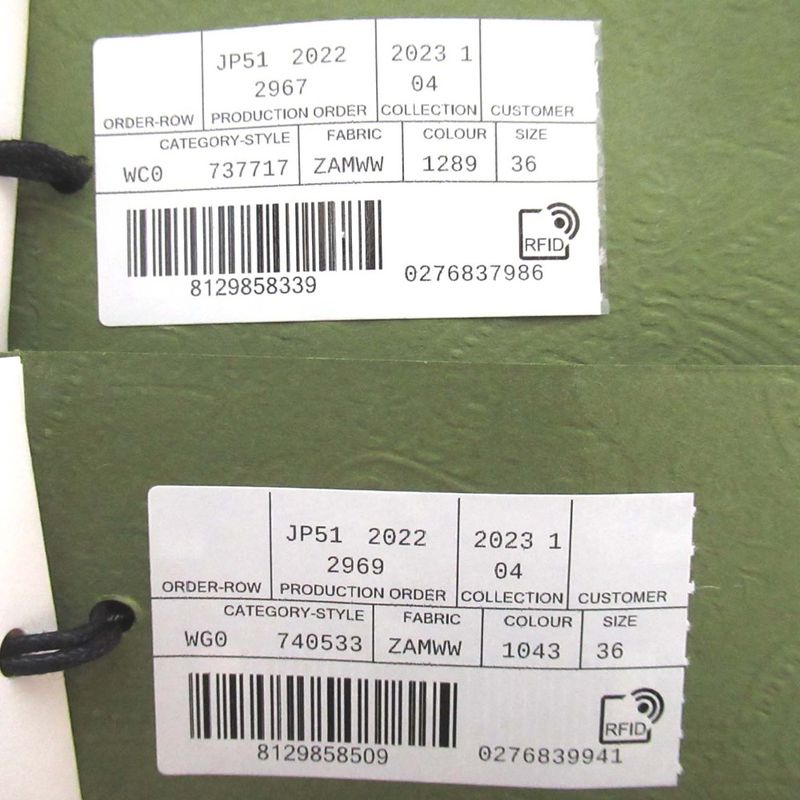 JP51 2022 2023 1
2967 04
ORDER-ROW PRODUCTION ORDER COLLECTION CUSTOMER
CATEGORY-STYLE FABRIC COLOUR SIZE
WC0 737717 ZAMWW 1289 36
RFID
8129858339 0276837986
JP51 2022 2023 1
2969 04
ORDER-ROW PRODUCTION ORDER COLLECTION CUSTOMER
CATEGORY-STYLE FABRIC COLOUR SIZE
WG0 740533 ZAMWW 1043 36
RFID
8129858509 0276839941